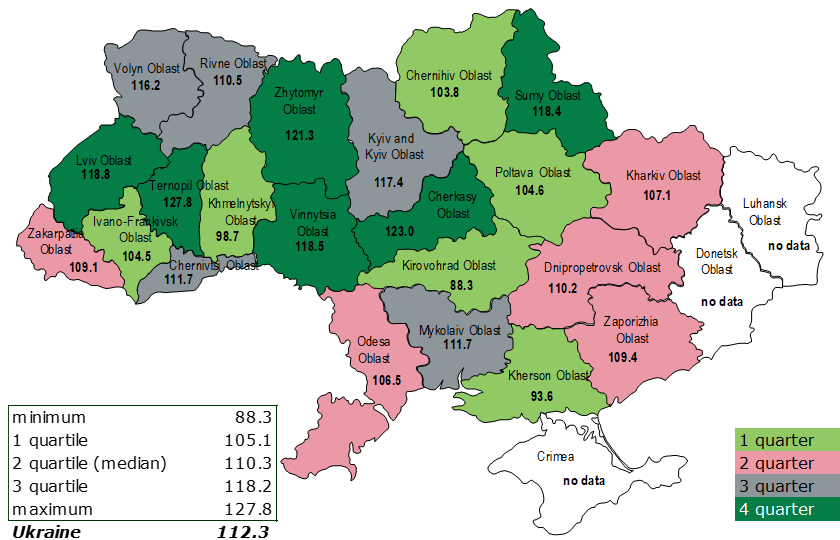 Volyn Oblast
116.2
Rivne Oblast
110.5
Zhytomyr
Oblast
121.3
Chernihiv Oblast
103.8
Sumy Oblast
118.4
Kyiv and
Kyiv Oblast
117.4
Lviv Oblast
118.8
Ternopil Oblast
127.8
Khmelnytskyi
Oblast
98.7
Vinnytsia
Oblast
118.5
Cherkasy
Oblast
123.0
Poltava Oblast
104.6
Kharkiv Oblast
107.1
Luhansk
Oblast
no data
Donetsk
Oblast
no data
Zakarpattia
Oblast
109.1
Ivano-Frankivsk
Oblast
104.5
Chernivtsi Oblast
111.7
Kirovohrad Oblast
88.3
Dnipropetrovsk Oblast
110.2
Zaporizhia
Oblast
109.4
Odesa
Oblast
106.5
Mykolaiv Oblast
111.7
Kherson Oblast
93.6
Crimea
no data
minimum 88.3
1 quartile 105.1
2 quartile (median) 110.3
3 quartile 118.2
maximum 127.8
Ukraine 112.3
1 quarter
2 quarter
3 quarter
4 quarter